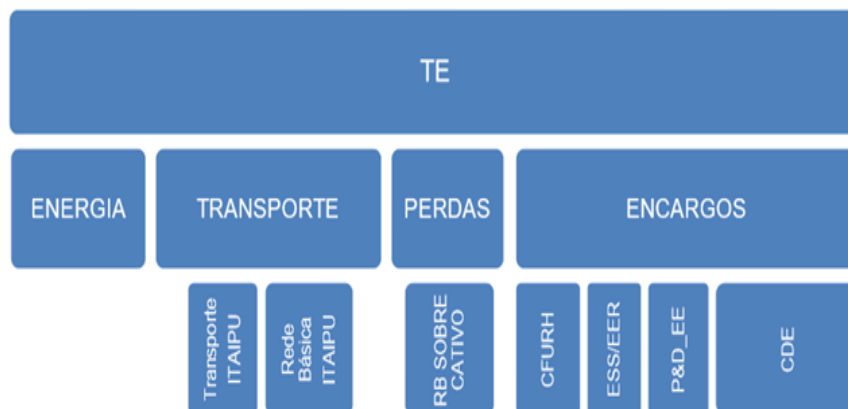 TE
ENERGIA
TRANSPORTE
PERDAS
ENCARGOS
Transporte
ITAIPU
Rede
Básica
ITAIPU
RB SOBRE
CATIVO
CFURH
ESS/EER
P&D_EE
CDE